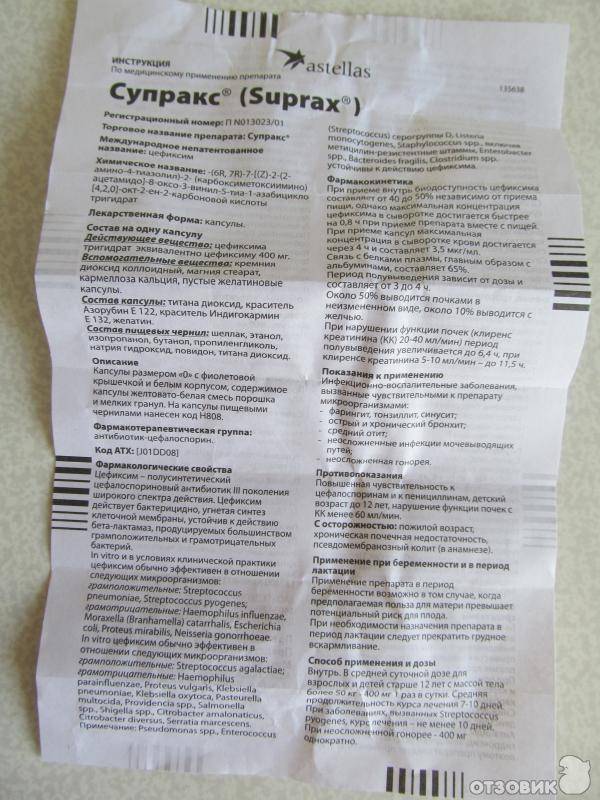 astellas
135638
ИНСТРУКЦИЯ
По медицинскому применению препарата
Супракс® (Suprax®)
Регистрационный номер: П N013023/01
Торговое название препарата: Супракс®
Международное непатентованное
название: цефиксим
Химическое название: -(6R, 7R)-7-[(Z)-2-(2-
амино-4-тиазолил)-2- (карбоксиметоксиимино)
ацетамидо]-8-оксо-3-винил-5-тиа-1-азабицикло
[4,2,0]-окт-2-ен-2-карбоновой кислоты
тригидрат
Лекарственная форма: капсулы.
Состав на одну капсулу
Действующее вещество: цефиксима
тригидрат эквивалентно цефиксиму 400 мг.
Вспомогательные вещества: кремния
диоксид коллоидный, магния стеарат,
кармеллоза кальция, пустые желатиновые
капсулы.
Состав капсулы: титана диоксид, краситель
Азорубин Е 122, краситель Индигокармин
Е 132, желатин.
Состав пищевых чернил: шеллак, этанол,
изопропанол, бутанол, пропиленгликоль,
натрия гидроксид, повидон, титана диоксид.
Описание
Капсулы размером «0» с фиолетовой
крышечкой и белым корпусом, содержимое
капсулы желтовато-белая смесь порошка
и мелких гранул. На капсулы пищевыми
чернилами нанесен код H808.
Фармакотерапевтическая группа:
антибиотик-цефалоспорин.
Код АТХ: [J01DD08]
Фармакологические свойства
Цефиксим – полусинтетический
цефалоспориновый антибиотик III поколения
широкого спектра действия. Цефиксим
действует бактерицидно, угнетая синтез
клеточной мембраны, устойчив к действию
бета-лактамаз, продуцируемых большинством
грамположительных и грамотрицательных
бактерий.
In vitro и в условиях клинической практики
цефиксим обычно эффективен в отношении
следующих микроорганизмов:
грамположительные: Streptococcus
pneumoniae, Streptococcus pyogenes;
грамотрицательные: Haemophilus influenzae,
Moraxella (Branhamella) catarrhalis, Escherichia
coli, Proteus mirabilis, Neisseria gonorrhoeae.
In vitro цефиксим обычно эффективен в
отношении следующих микроорганизмов:
грамположительные: Streptococcus agalactiae;
грамотрицательные: Haemophilus
parainfluenzae, Proteus vulgaris, Klebsiella
pneumoniae, Klebsiella oxytoca, Pasteurella
multocida, Providencia spp., Salmonella
spp., Shigella spp., Citrobacter amalonaticus,
Citrobacter diversus, Serratia marcescens.
Примечание: Pseudomonas spp., Enterococcus
(Streptococcus) серогруппы D, Listeria
monocytogenes, Staphylococcus spp., включая
метициллин-резистентные штаммы, Enterobacter
spp., Bacteroides fragilis, Clostridium spp.
устойчивы к действию цефиксима.
Фармакокинетика
При приеме внутрь биодоступность цефиксима
составляет от 40 до 50% независимо от приема
пищи, однако максимальная концентрация
цефиксима в сыворотке достигается быстрее
на 0,8 ч при приеме препарата вместе с пищей.
При приеме капсул максимальная
концентрация в сыворотке крови достигается
через 4 ч и составляет 3,5 мкг/мл.
Связь с белками плазмы, главным образом с
альбуминами, составляет 65%.
Период полувыведения зависит от дозы и
составляет от 3 до 4 ч.
Около 50% выводится почками в
неизмененном виде, около 10% выводится с
желчью.
При нарушении функции почек (клиренс
креатинина (КК) 20-40 мл/мин) период
полувыведения увеличивается до 6,4 ч, при
клиренсе креатинина 5-10 мл/мин – до 11,5 ч.
Показания к применению
Инфекционно-воспалительные заболевания,
вызванные чувствительными к препарату
микроорганизмами:
- фарингит, тонзиллит, синусит;
- острый и хронический бронхит;
- средний отит;
- неосложненные инфекции мочевыводящих
путей;
- неосложненная гонорея.
Противопоказания
Повышенная чувствительность к
цефалоспоринам и к пенициллинам, детский
возраст до 12 лет, нарушение функции почек с
КК менее 60 мл/мин.
С осторожностью: пожилой возраст,
хроническая почечная недостаточность,
псевдомембранозный колит (в анамнезе).
Применение при беременности и в период
лактации
Применение препарата в период
беременности возможно в том случае, когда
предполагаемая польза для матери превышает
потенциальный риск для плода.
При необходимости назначения препарата в
период лактации следует прекратить грудное
вскармливание.
Способ применения и дозы
Внутрь. В средней суточной дозе для
взрослых и детей старше 12 лет с массой тела
более 50 кг - 400 мг 1 раз в сутки. Средняя
продолжительность курса лечения 7-10 дней.
При заболеваниях, вызванных Streptococcus
pyogenes, курс лечения – не менее 10 дней.
При неосложненной гонорее - 400 мг
однократно.
ОТЗОВИК